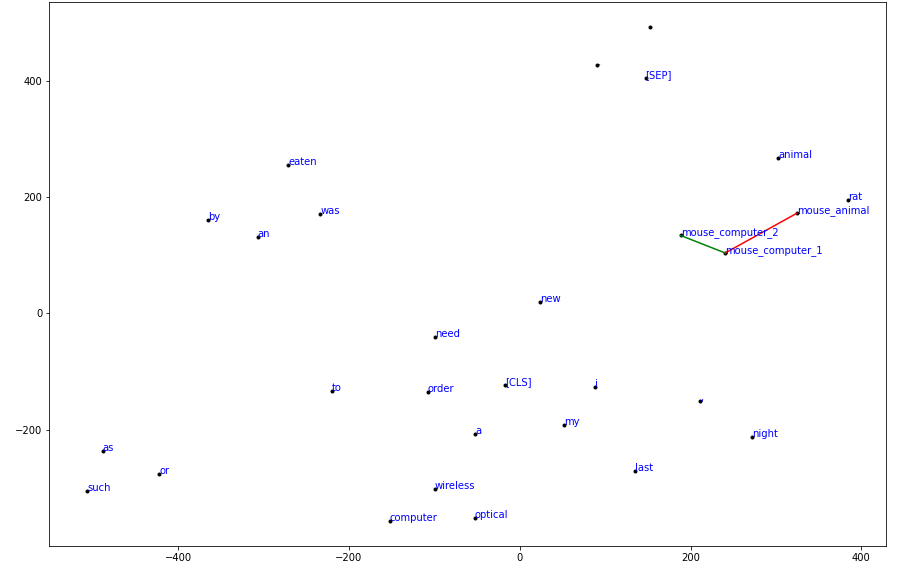 400
200
0
−200
−400
−200
0
200
400
[SEP]
animal
eaten
rat
was
mouse_animal
by
mouse_computer_2
an
mouse_computer_1
new
need
[CLS]
i
to
order
,
my
a
night
as
last
or
such
wireless
computer
optical